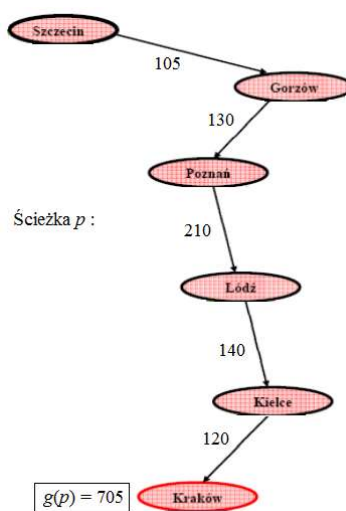 Szczecin
105
Gorzów
130
Poznań
Ścieżka p :
210
Łódź
140
Kielce
120
g(p) = 705
Kraków